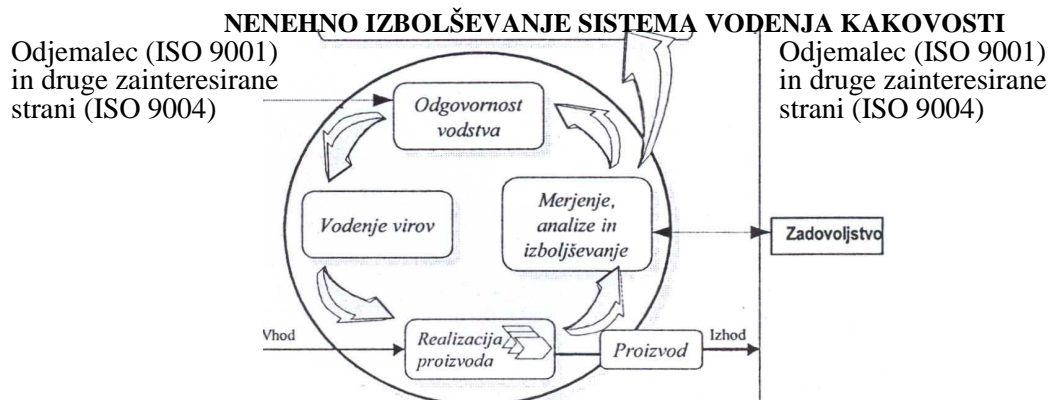 NENEHNO IZBOLŠEVANJE SISTEMA VODENJA KAKOVOSTI
Odjemalec (ISO 9001)
in druge zainteresirane
strani (ISO 9004)
Odjemalec (ISO 9001)
in druge zainteresirane
strani (ISO 9004)
Odgovornost
vodstva
Vodenje virov
Merjenje,
analize in
izboljševanje
Zadovoljstvo
Vhod
Realizacija
proizvoda
Proizvod
Izhod